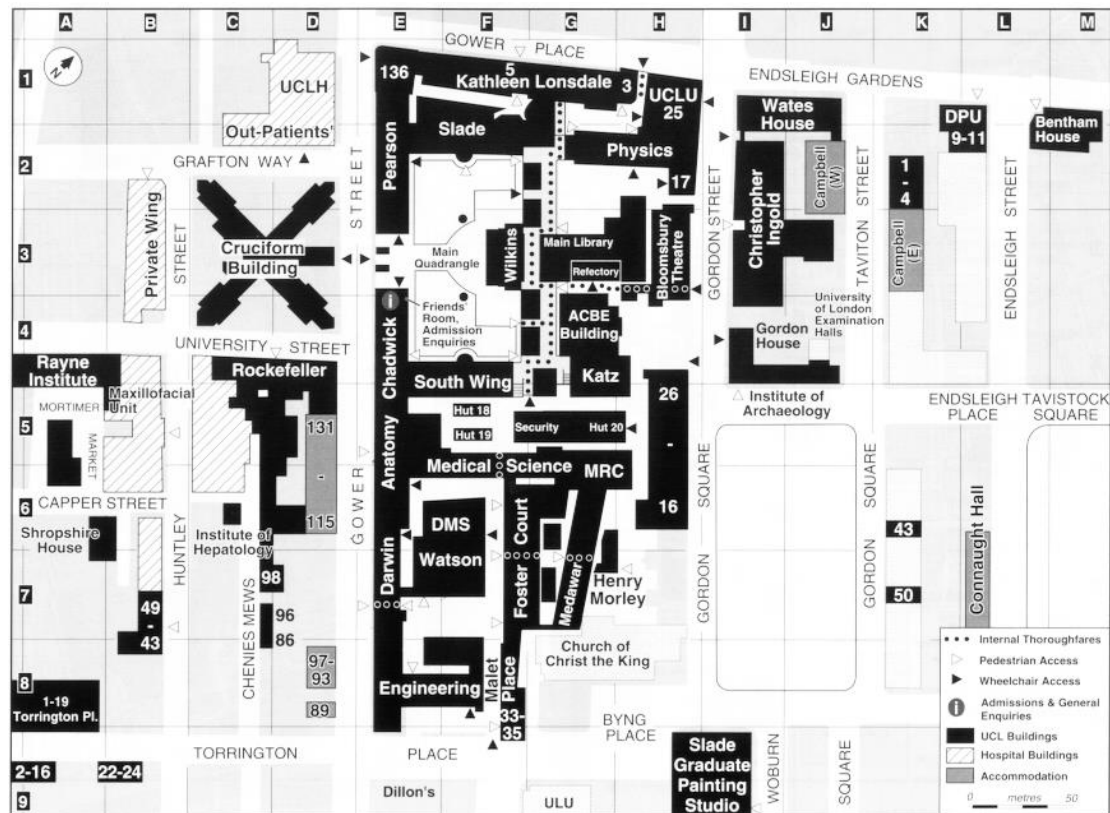 A B C D E F G H I J K L M
1
2
3
4
5
6
7
8
9
N
GOWER PLACE
136
5
Kathleen Lonsdale
3
UCLU
25
ENDSLEIGH GARDENS
UCLH
Out-Patients'
Slade
Physics
17
Wates
House
DPU
9-11
Bentham
House
GRAFTON WAY
Pearson
STREET
Campbell
(W)
TAVITON STREET
1
-
4
Campbell
(E)
ENDSLEIGH STREET
Private Wing
STREET
Cruciform
Building
Main
Quadrangle
Wilkins
Main Library
Refectory
Bloomsbury
Theatre
GORDON STREET
Christopher
Ingold
Friends'
Room,
Admission
Enquiries
i
Chadwick
ACBE
Building
University
of London
Examination
Halls
Gordon
House
UNIVERSITY STREET
Rayne
Institute
Maxillofacial
Unit
Rockefeller
South Wing
Katz
26
-
16
Institute of
Archaeology
ENDSLEIGH
PLACE
TAVISTOCK
SQUARE
MORTIMER
MARKET
131
-
115
Anatomy
Hut 18
Hut 19
Security
Hut 20
Medical Science
MRC
GORDON SQUARE
GORDON SQUARE
CAPPER STREET
Shropshire
House
HUNTLEY
Institute of
Hepatology
GOWER
DMS
Watson
Darwin
Foster Court
Medawar
Henry
Morley
43
50
Connaught Hall
49
-
43
CHENIES MEWS
98
96
86
97-
93
89
Church of
Christ the King
Engineering
Malet
Place
33-
35
1-19
Torrington Pl.
TORRINGTON PLACE
BYNG
PLACE
2-16
22-24
Dillon's
ULU
Slade
Graduate
Painting
Studio
WOBURN SQUARE
Internal Thoroughfares
Pedestrian Access
Wheelchair Access
i
Admissions & General
Enquiries
UCL Buildings
Hospital Buildings
Accommodation
0 metres 50